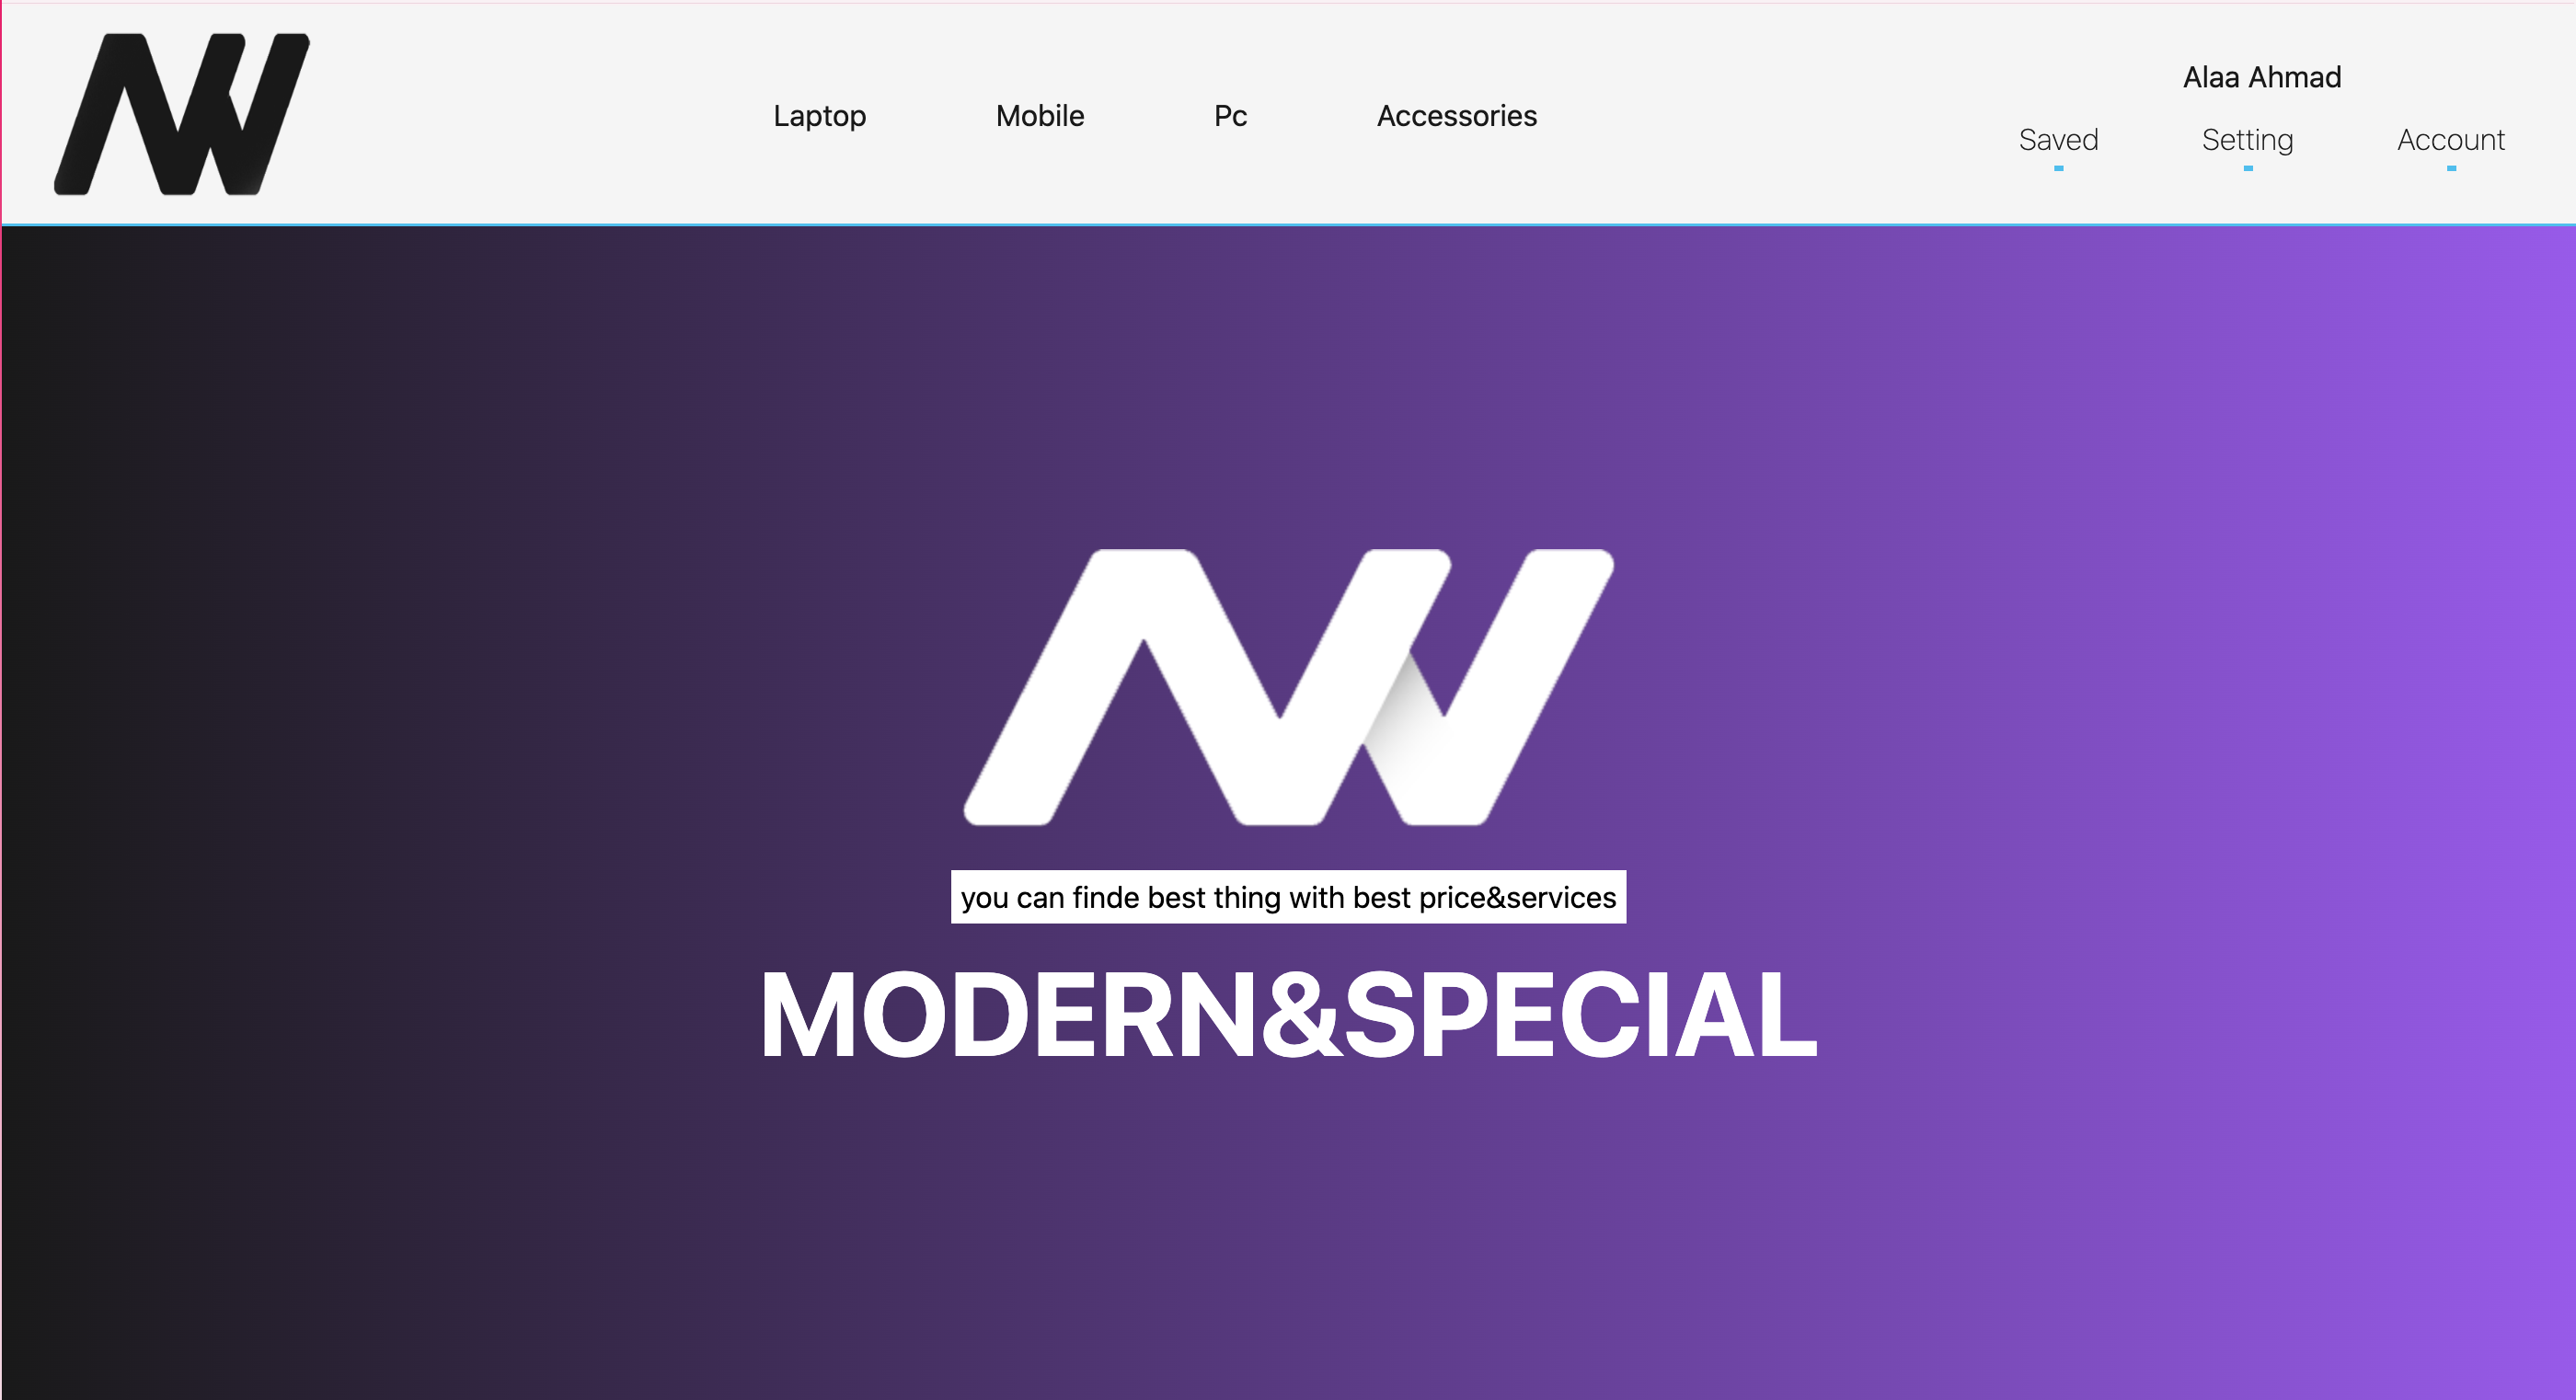 Laptop Mobile Pc Accessories
Alaa Ahmad
Saved Setting Account
you can finde best thing with best price&services
MODERN&SPECIAL